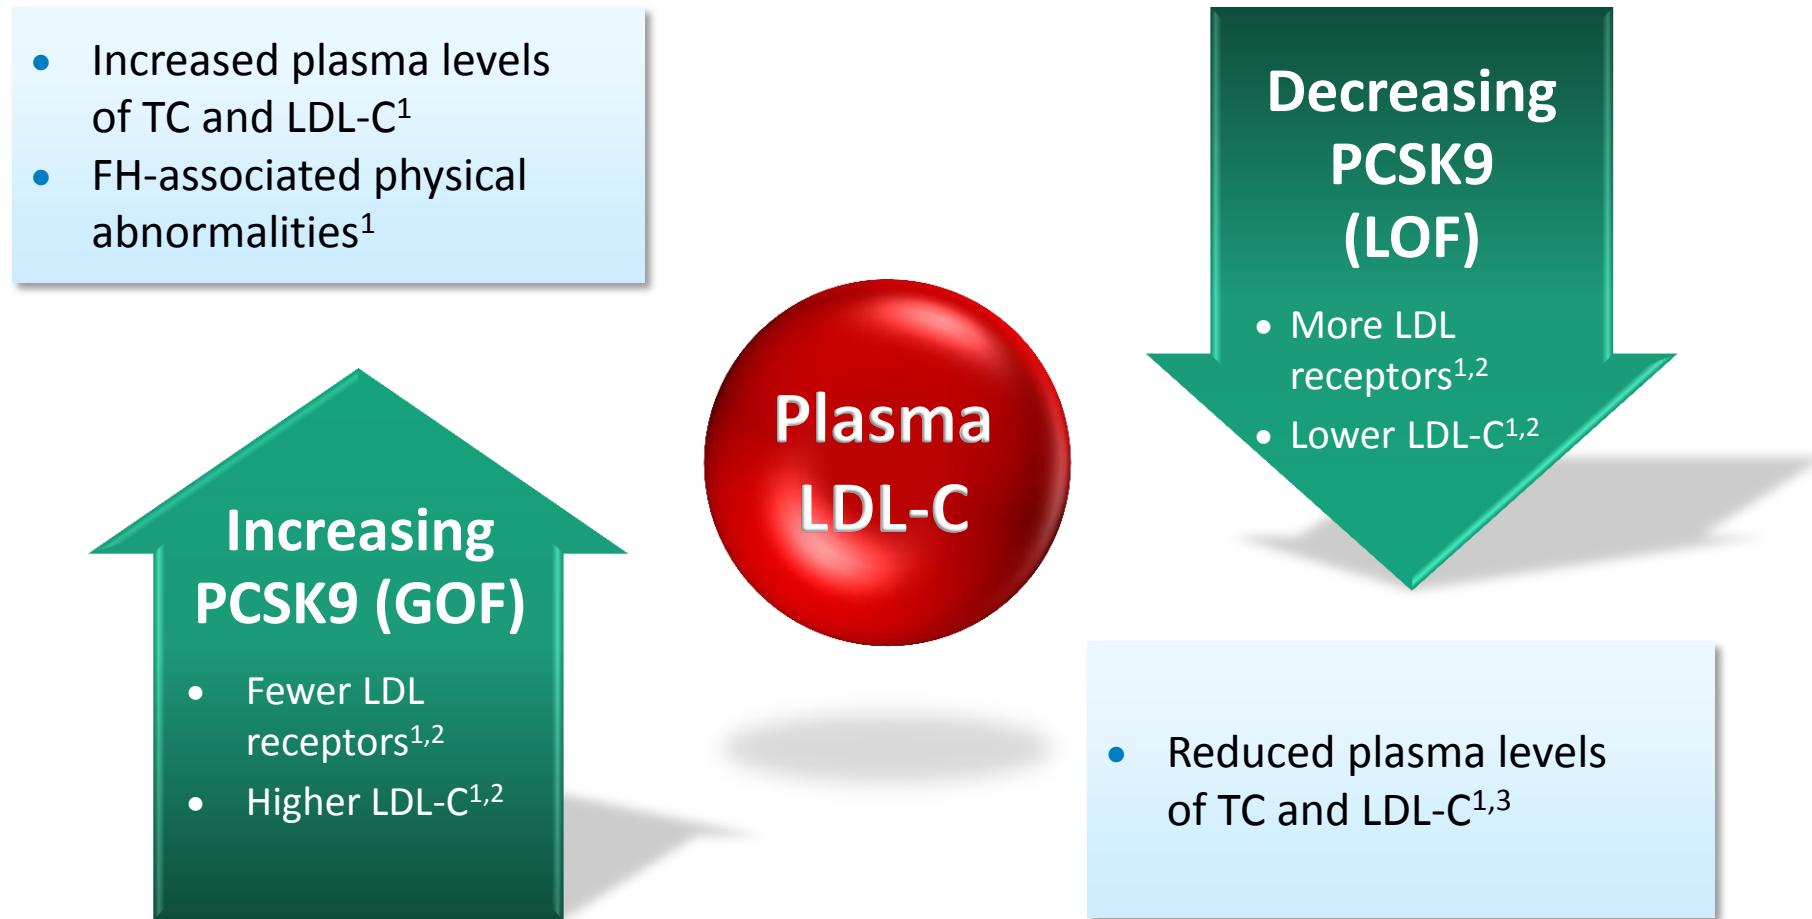 • Increased plasma levels
of TC and LDL-C¹
• FH-associated physical
abnormalities¹
Increasing
PCSK9 (GOF)
• Fewer LDL
receptors¹,²
• Higher LDL-C¹,²
Plasma
LDL-C
Decreasing
PCSK9
(LOF)
• More LDL
receptors¹,²
• Lower LDL-C¹,²
• Reduced plasma levels
of TC and LDL-C¹,³